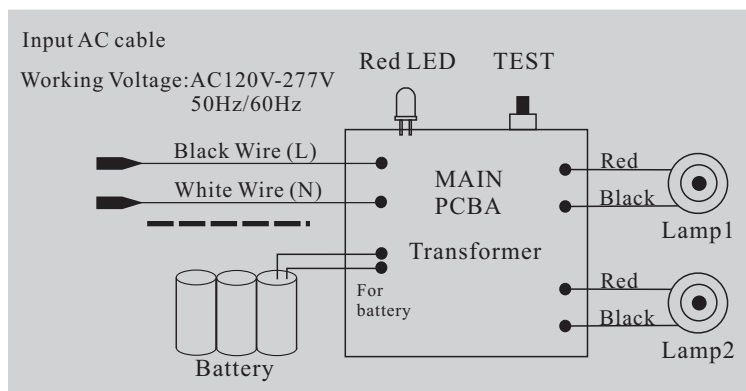 Input AC cable
Working Voltage:AC120V-277V
50Hz/60Hz
Red LED
TEST
Black Wire (L)
White Wire (N)
MAIN
PCBA
Transformer
For
battery
Battery
Red
Black
Lamp1
Red
Black
Lamp2